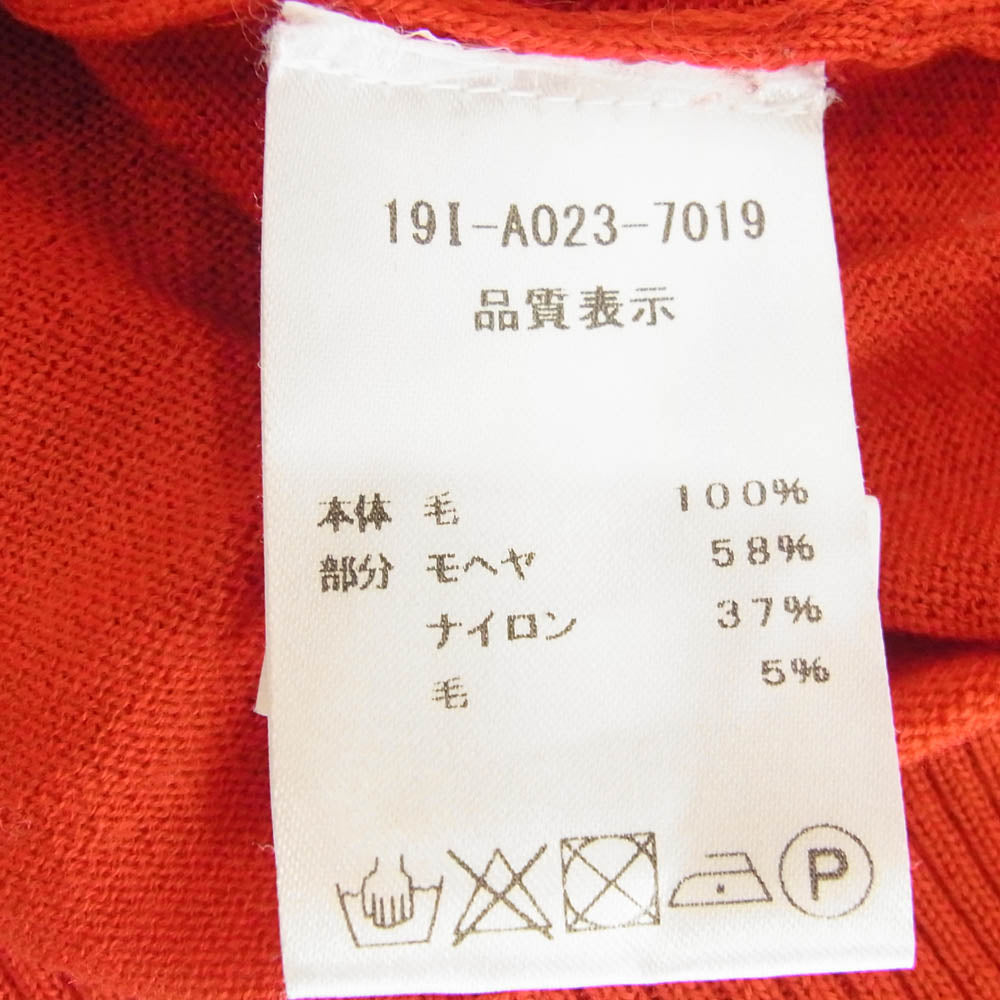 19I-A023-7019
品質表示
本体 毛 100%
部分 モヘヤ 58%
ナイロン 37%
毛 5%
P